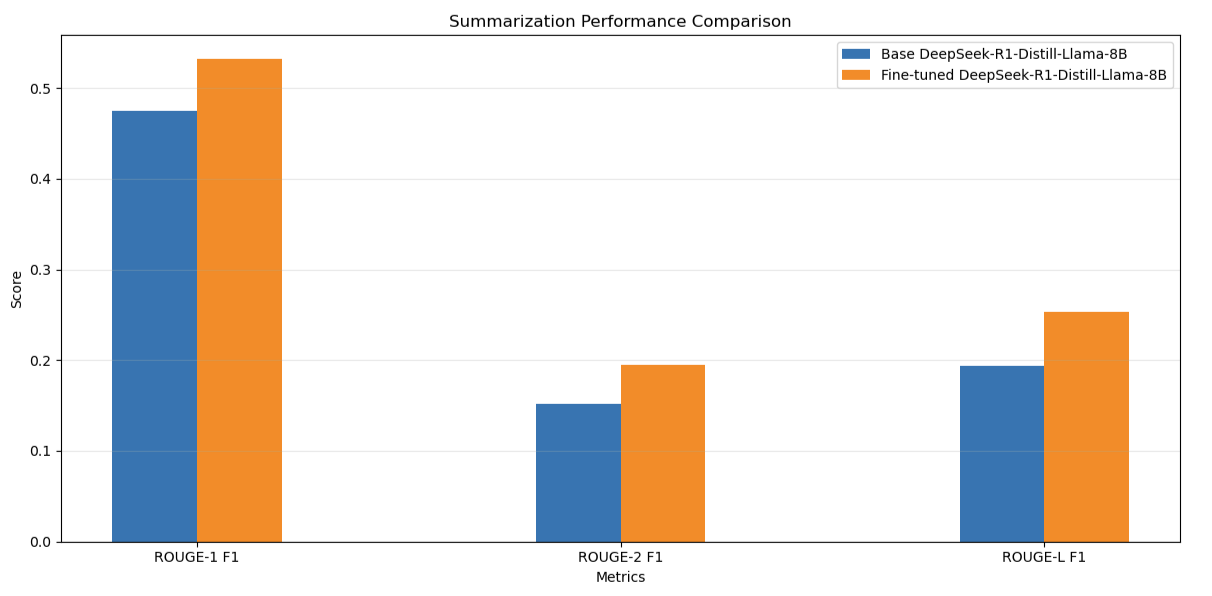 Summarization Performance Comparison
Base DeepSeek-R1-Distill-Llama-8B
Fine-tuned DeepSeek-R1-Distill-Llama-8B
Score
0.5
0.4
0.3
0.2
0.1
0.0
ROUGE-1 F1
ROUGE-2 F1
ROUGE-L F1
Metrics